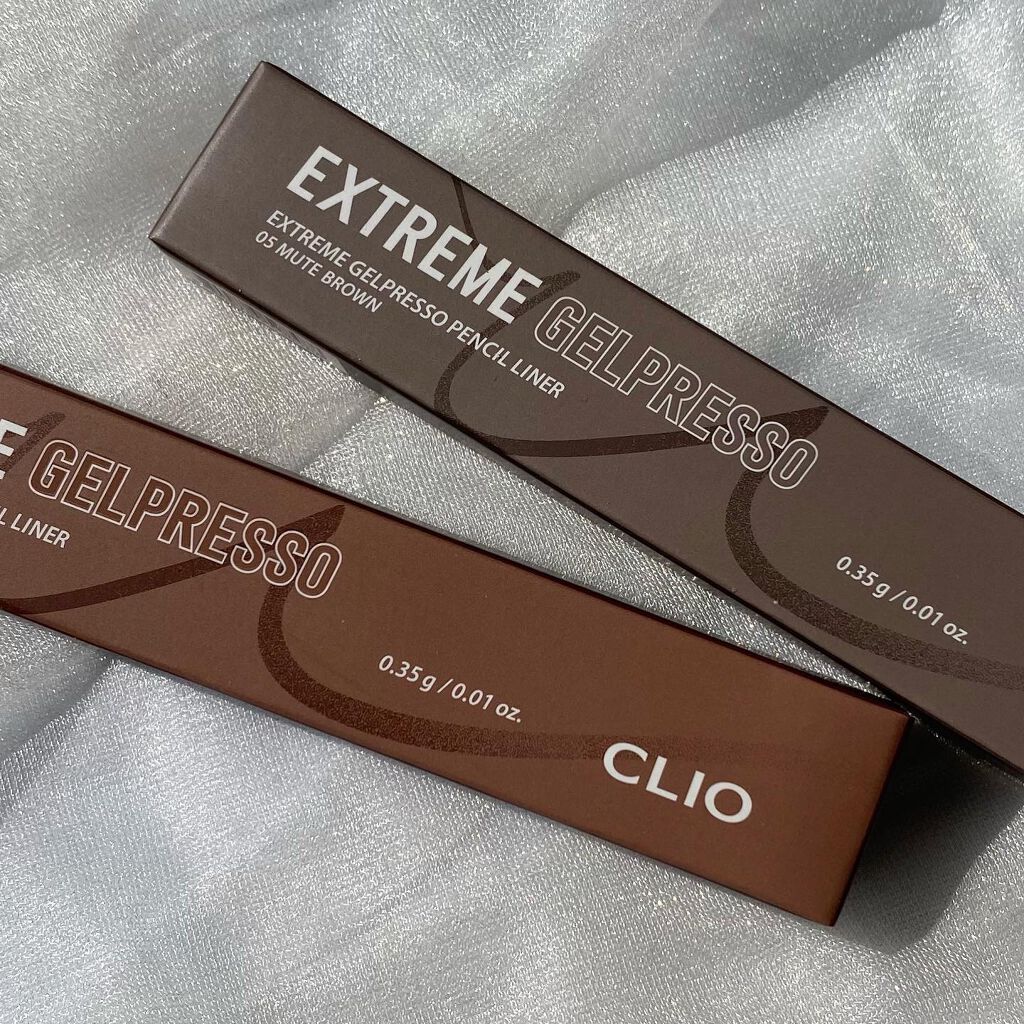 EXTREME GELPRESSO
EXTREME GELPRESSO PENCIL LINER
05 MUTE BROWN
0.35 g / 0.01 oz.
E GELPRESSO
L LINER
0.35 g / 0.01 oz.
CLIO